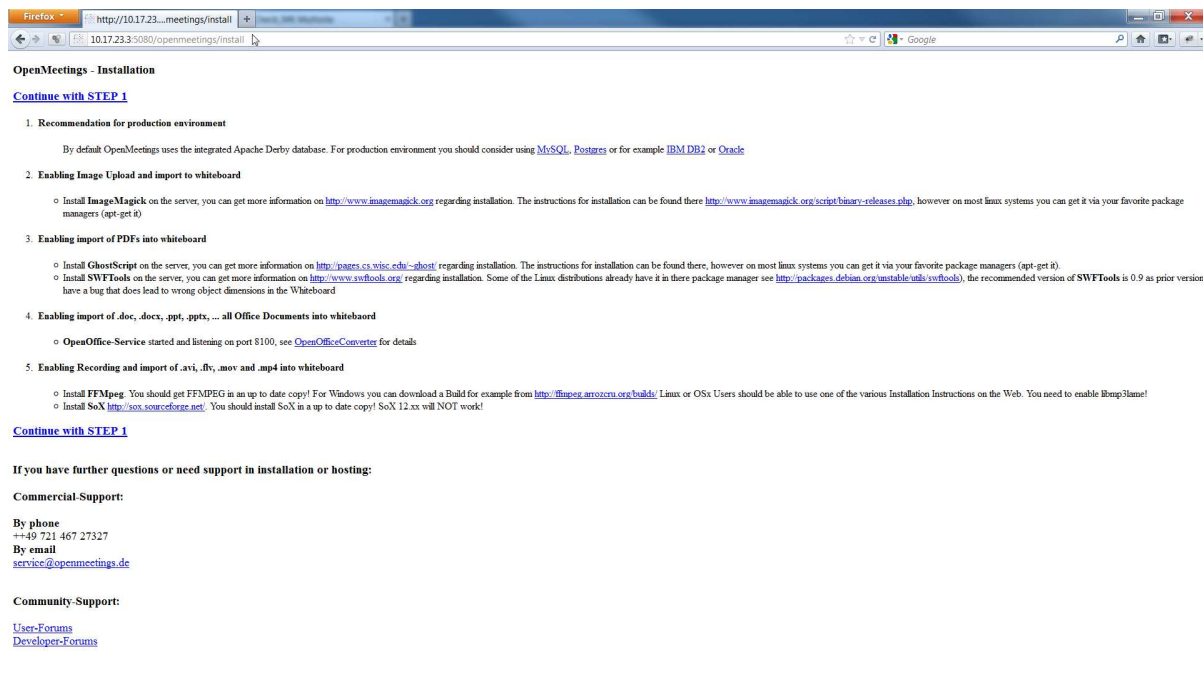 Firefox
http://10.17.23....meetings/install
10.17.23.3:5080/openmeetings/install
Google
OpenMeetings - Installation
Continue with STEP 1
1. Recommendation for production environment
By default OpenMeetings uses the integrated Apache Derby database. For production environment you should consider using MySQL, Postgres or for example IBM DB2 or Oracle
2. Enabling Image Upload and import to whiteboard
Install ImageMagick on the server, you can get more information on http://www.imagemagick.org regarding installation. The instructions for installation can be found there http://www.imagemagick.org/script/binary-releases.php, however on most linux systems you can get it via your favorite package
managers (apt-get it)
3. Enabling import of PDFs into whiteboard
Install GhostScript on the server, you can get more information on http://pages.cs.wisc.edu/~ghost/ regarding installation. The instructions for installation can be found there, however on most linux systems you can get it via your favorite package managers (apt-get it).
Install SWFTools on the server, you can get more information on http://www.swftools.org/ regarding installation. Some of the Linux distributions already have it in there package manager see http://packages.debian.org/unstable/utils/swftools), the recommended version of SWFTools is 0.9 as prior version
have a bug that does lead to wrong object dimensions in the Whiteboard
4. Enabling import of .doc, .docx, .ppt, .pptx, ... all Office Documents into whitebaord
OpenOffice-Service started and listening on port 8100, see OpenOfficeConverter for details
5. Enabling Recording and import of .avi, .flv, .mov and .mp4 into whiteboard
Install FFMpeg. You should get FFMPEG in an up to date copy! For Windows you can download a Build for example from http://ffmpeg.arrozcru.org/builds/ Linux or OSx Users should be able to use one of the various Installation Instructions on the Web. You need to enable libmp3lame!
Install SoX http://sox.sourceforge.net/. You should install SoX in a up to date copy! SoX 12.xx will NOT work!
Continue with STEP 1
If you have further questions or need support in installation or hosting:
Commercial-Support:
By phone
++49 721 467 27327
By email
service@openmeetings.de
Community-Support:
User-Forums
Developer-Forums